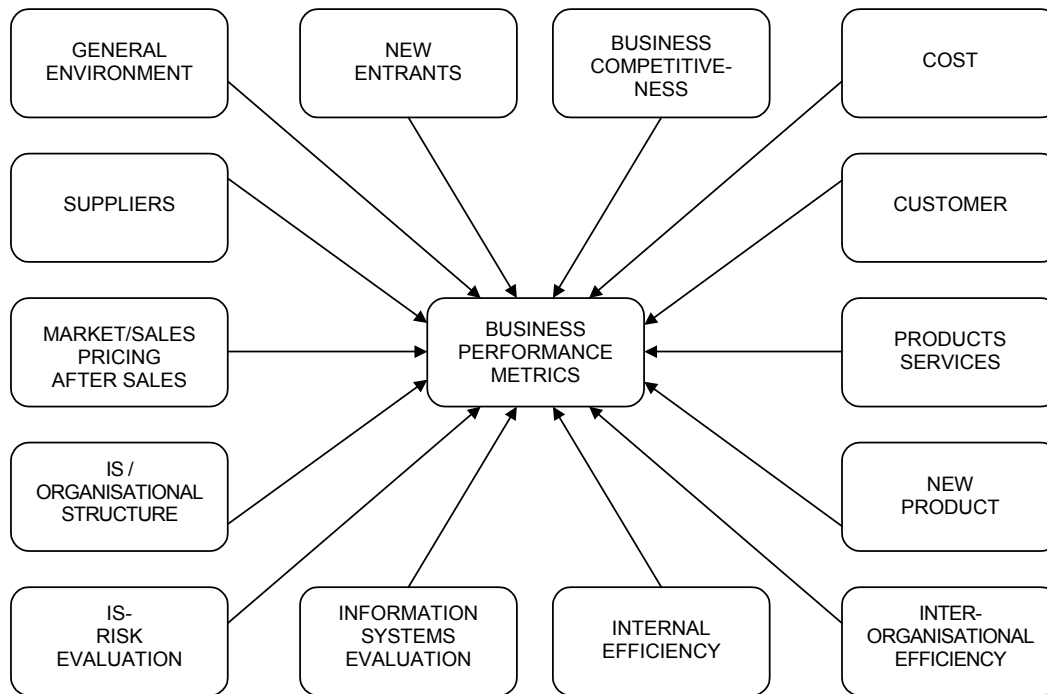 GENERAL
ENVIRONMENT
NEW
ENTRANTS
BUSINESS
COMPETITIVE-
NESS
COST
SUPPLIERS
CUSTOMER
MARKET/SALES
PRICING
AFTER SALES
BUSINESS
PERFORMANCE
METRICS
PRODUCTS
SERVICES
IS /
ORGANISATIONAL
STRUCTURE
NEW
PRODUCT
IS-
RISK
EVALUATION
INFORMATION
SYSTEMS
EVALUATION
INTERNAL
EFFICIENCY
INTER-
ORGANISATIONAL
EFFICIENCY